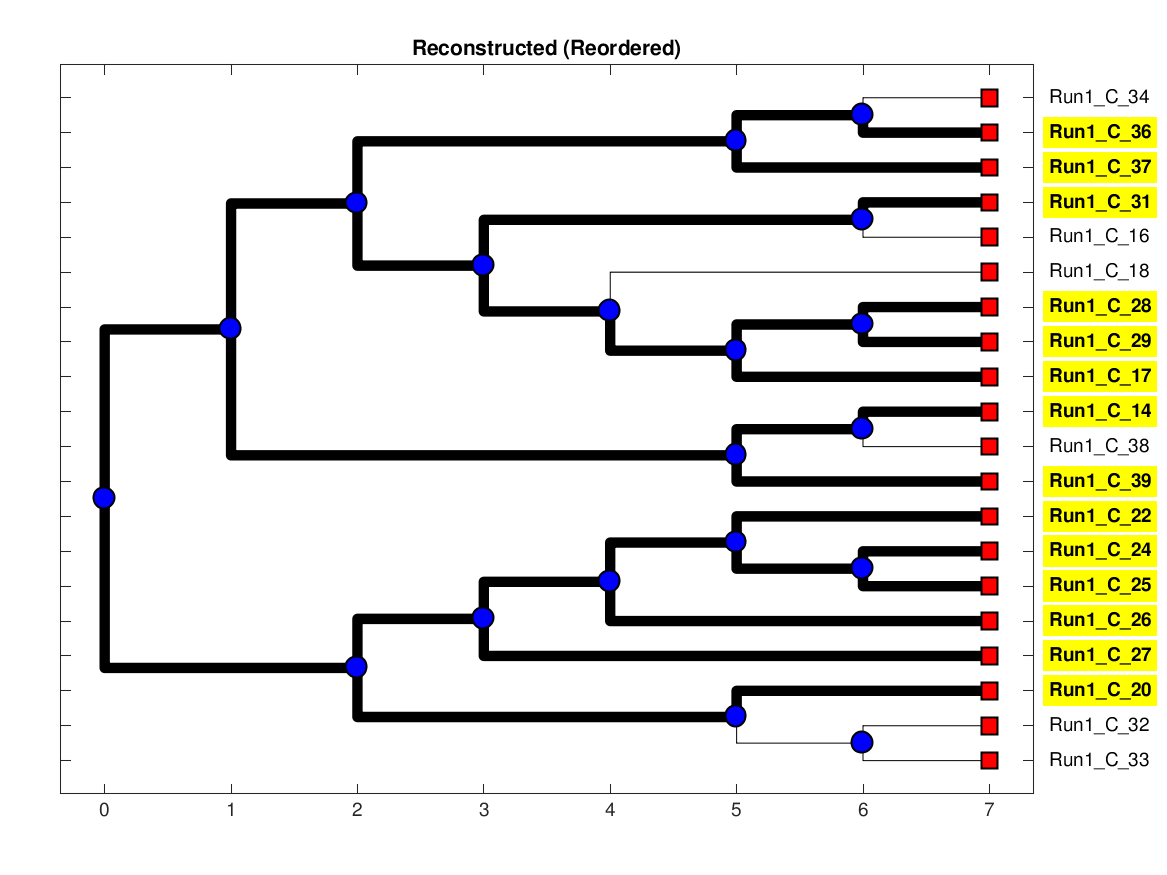 Reconstructed (Reordered)
Run1_C_34
Run1_C_36
Run1_C_37
Run1_C_31
Run1_C_16
Run1_C_18
Run1_C_28
Run1_C_29
Run1_C_17
Run1_C_14
Run1_C_38
Run1_C_39
Run1_C_22
Run1_C_24
Run1_C_25
Run1_C_26
Run1_C_27
Run1_C_20
Run1_C_32
Run1_C_33
0 1 2 3 4 5 6 7